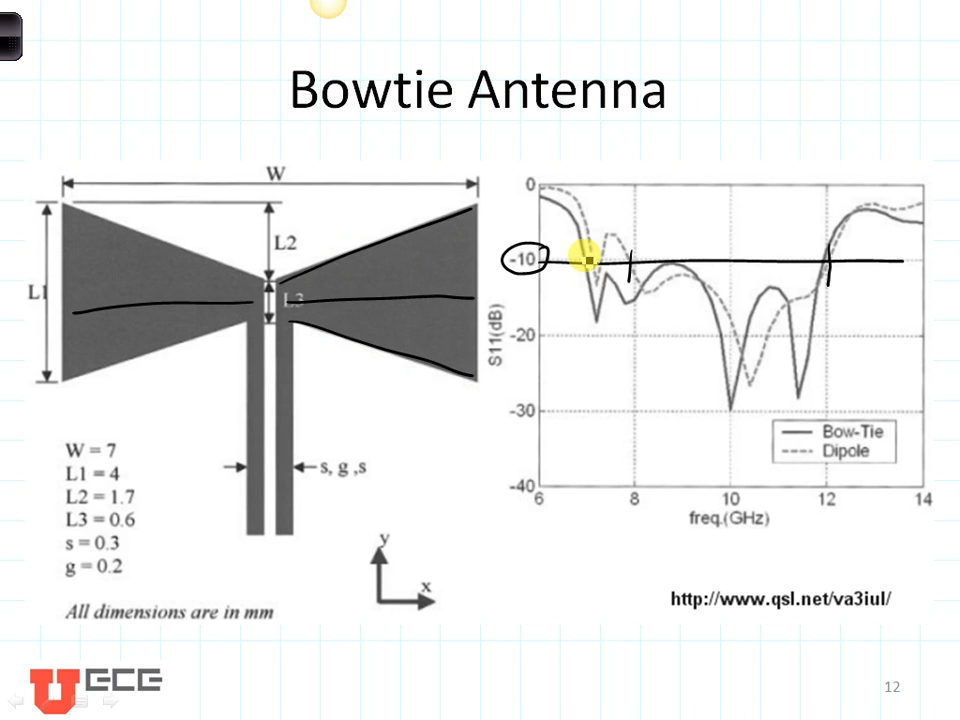 Bowtie Antenna
W
L2
L1
L3
s, g ,s
W = 7
L1 = 4
L2 = 1.7
L3 = 0.6
s = 0.3
g = 0.2
All dimensions are in mm
y
x
0
-10
-20
-30
-40
S11(dB)
6 8 10 12 14
freq.(GHz)
Bow-Tie
Dipole
http://www.qsl.net/va3iul/
U ECE
12